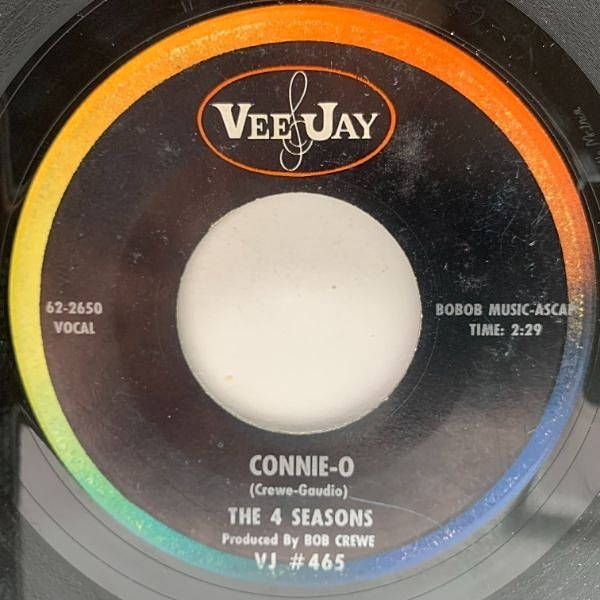 VEE JAY
62-2650
VOCAL
BOBOB MUSIC-ASCAP
TIME: 2:29
CONNIE-O
(Crewe-Gaudio)
THE 4 SEASONS
Produced By BOB CREWE
VJ #465